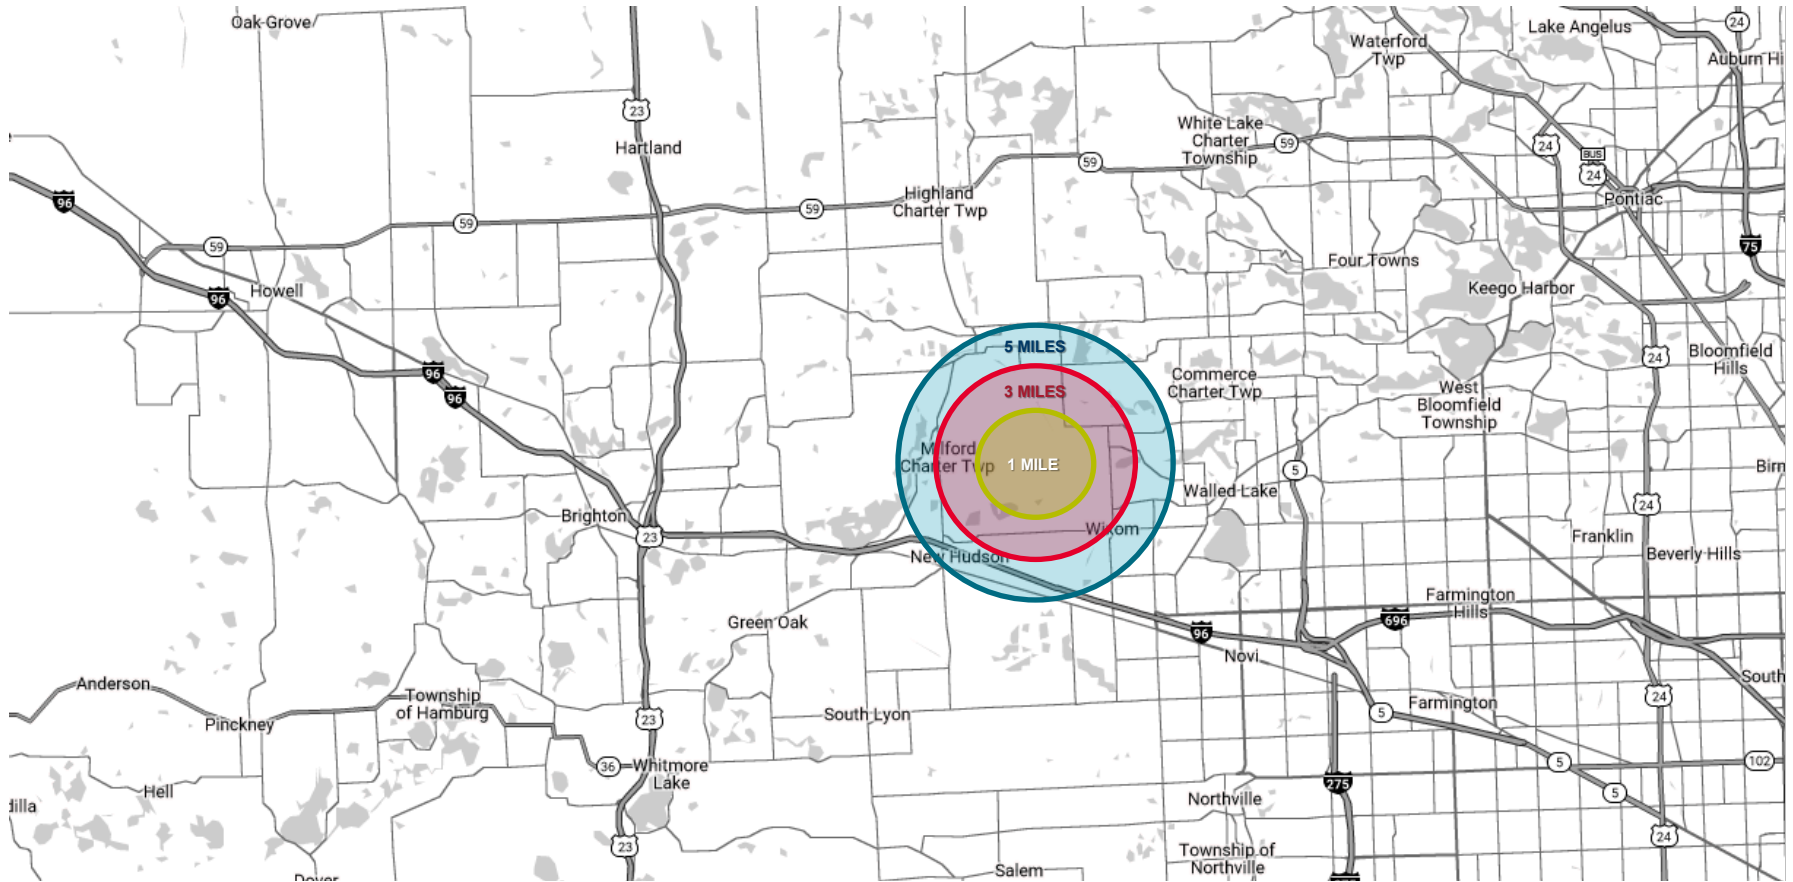 Oak Grove
Lake Angelus
24
Waterford
Twp
Auburn Hi
23
White Lake
Charter
Township
59
59
24
BUS
24
Hartland
96
Highland
Charter Twp
59
59
59
Pontiac
75
Four Towns
Keego Harbor
Howell
96
5 MILES
3 MILES
1 MILE
Commerce
Charter Twp
24
Bloomfield
Hills
West
Bloomfield
Township
96
96
Milford
Charter Twp
5
Birn
Walled Lake
24
Brighton
23
Wixom
New Hudson
Franklin
Beverly Hills
Farmington
Hills
696
96
Novi
Green Oak
Anderson
Township
of Hamburg
Pinckney
South
24
Farmington
5
South Lyon
23
36
Whitmore
Lake
5
102
5
275
Hell
dilla
Northville
24
23
Township of
Northville
Salem
Dover